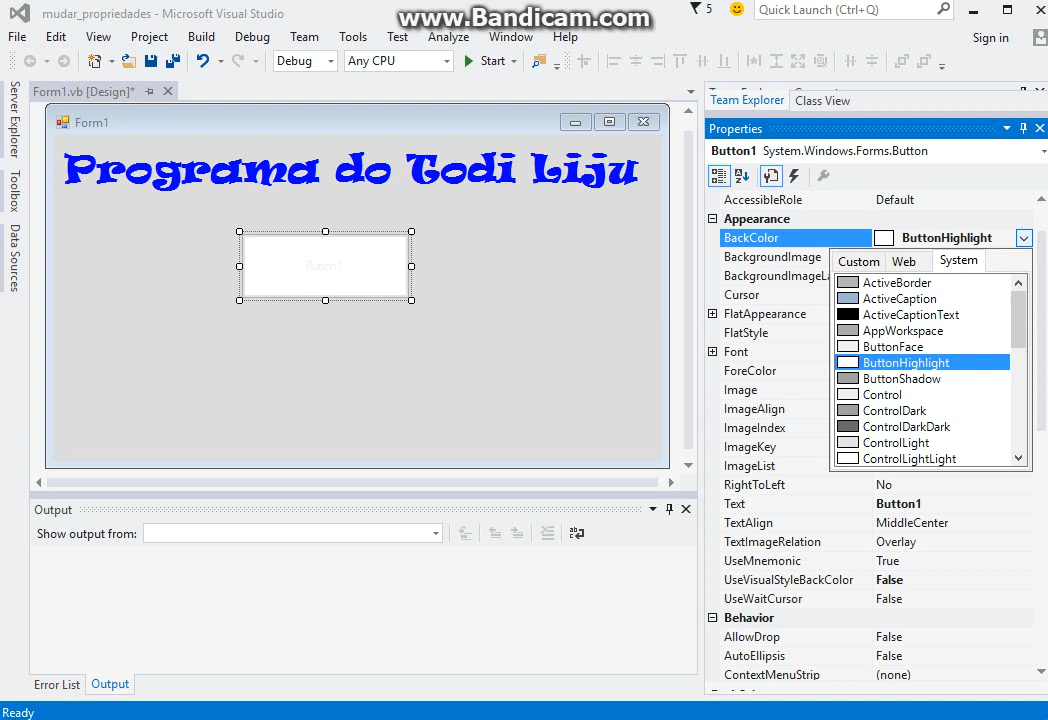 mudar_propriedades - Microsoft Visual Studio
www.Bandicam.com
5
Quick Launch (Ctrl+Q)
File Edit View Project Build Debug Team Tools Test Analyze Window Help
Sign in
Debug
Any CPU
Start
Server Explorer
Toolbox
Data Sources
Form1.vb [Design]*
Form1
Programa do Todi Liju
Button1
Output
Show output from:
Error List
Output
Ready
Team Explorer
Class View
Properties
Button1 System.Windows.Forms.Button
AccessibleRole Default
Appearance
BackColor ButtonHighlight
BackgroundImage
BackgroundImageLa
Cursor
FlatAppearance
FlatStyle
Font
ForeColor
Image
ImageAlign
ImageIndex
ImageKey
ImageList
Custom Web System
ActiveBorder
ActiveCaption
ActiveCaptionText
AppWorkspace
ButtonFace
ButtonHighlight
ButtonShadow
Control
ControlDark
ControlDarkDark
ControlLight
ControlLightLight
RightToLeft No
Text Button1
TextAlign MiddleCenter
TextImageRelation Overlay
UseMnemonic True
UseVisualStyleBackColor False
UseWaitCursor False
Behavior
AllowDrop False
AutoEllipsis False
ContextMenuStrip (none)